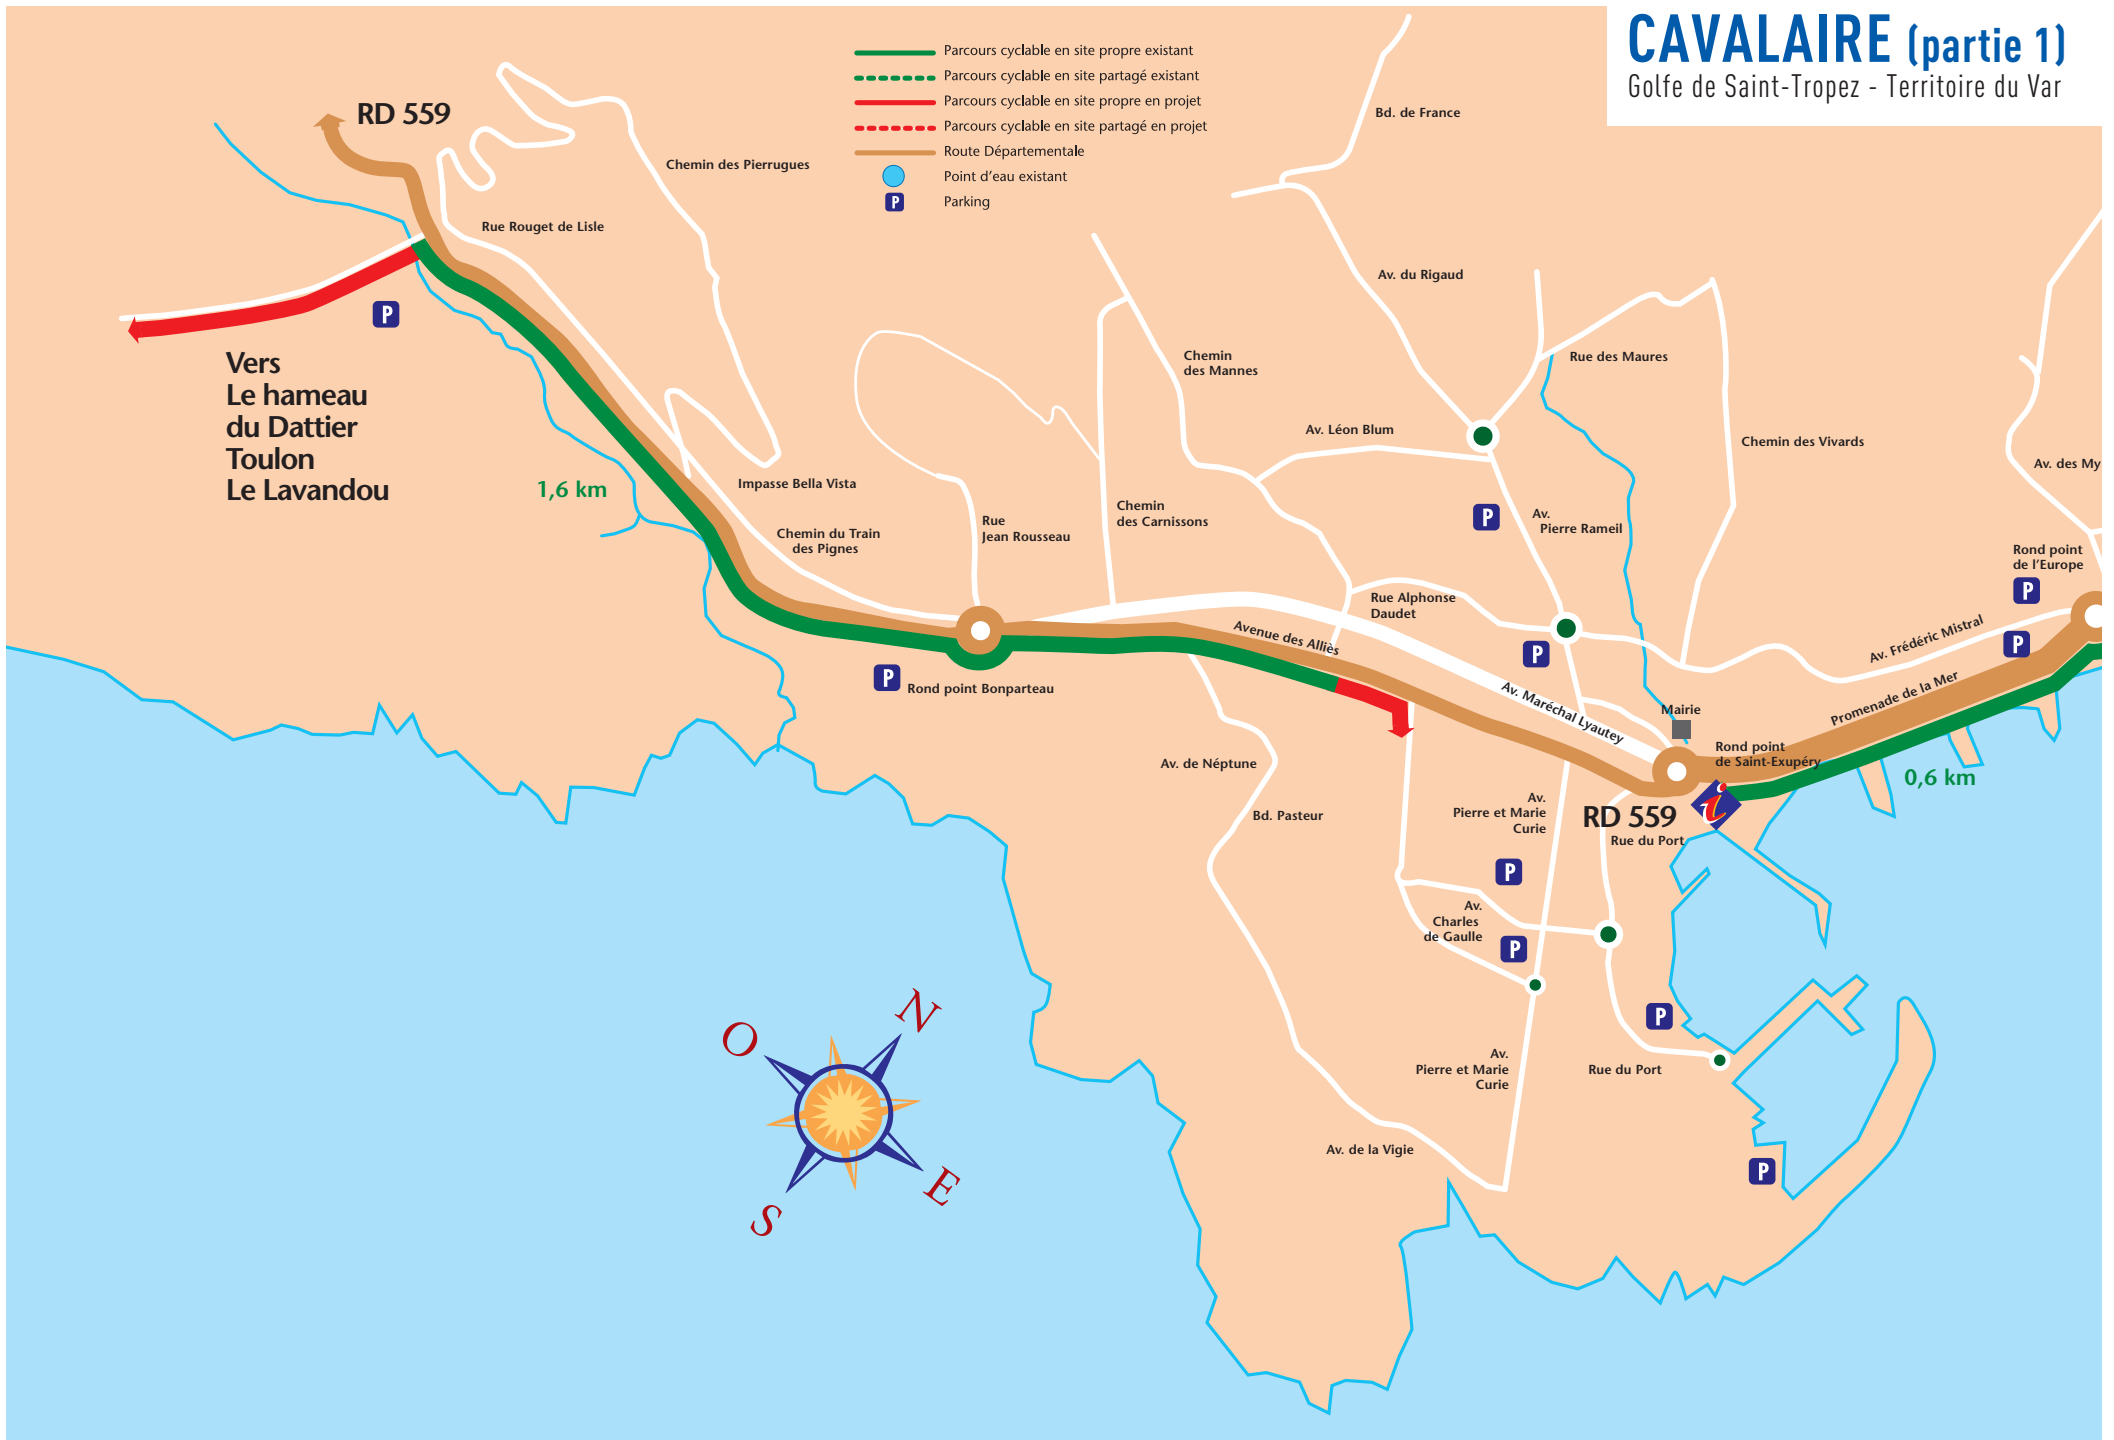 CAVALAIRE (partie 1)
Golfe de Saint-Tropez - Territoire du Var
Parcours cyclable en site propre existant
Parcours cyclable en site partagé existant
Parcours cyclable en site propre en projet
Parcours cyclable en site partagé en projet
Route Départementale
Point d'eau existant
P
Parking
RD 559
Chemin des Pierrugues
Rue Rouget de Lisle
Bd. de France
Av. du Rigaud
P
Vers
Le hameau
du Dattier
Toulon
Le Lavandou
1,6 km
Chemin
des Mannes
Rue des Maures
Av. Léon Blum
Chemin des Vivards
Av. des My
Impasse Bella Vista
Chemin du Train
des Pignes
Rue
Jean Rousseau
Chemin
des Carnissons
P
Av.
Pierre Rameil
Rond point
de l'Europe
P
Rue Alphonse
Daudet
Avenue des Alliés
P
Av. Frédéric Mistral
P
P
Rond point Bonparteau
Av. Maréchal Lyautey
Mairie
Promenade de la Mer
Rond point
de Saint-Exupéry
0,6 km
Av. de Néptune
Bd. Pasteur
Av.
Pierre et Marie
Curie
RD 559
i
Rue du Port
P
Av.
Charles
de Gaulle
P
P
Av.
Pierre et Marie
Curie
Rue du Port
Av. de la Vigie
P
N
O
E
S